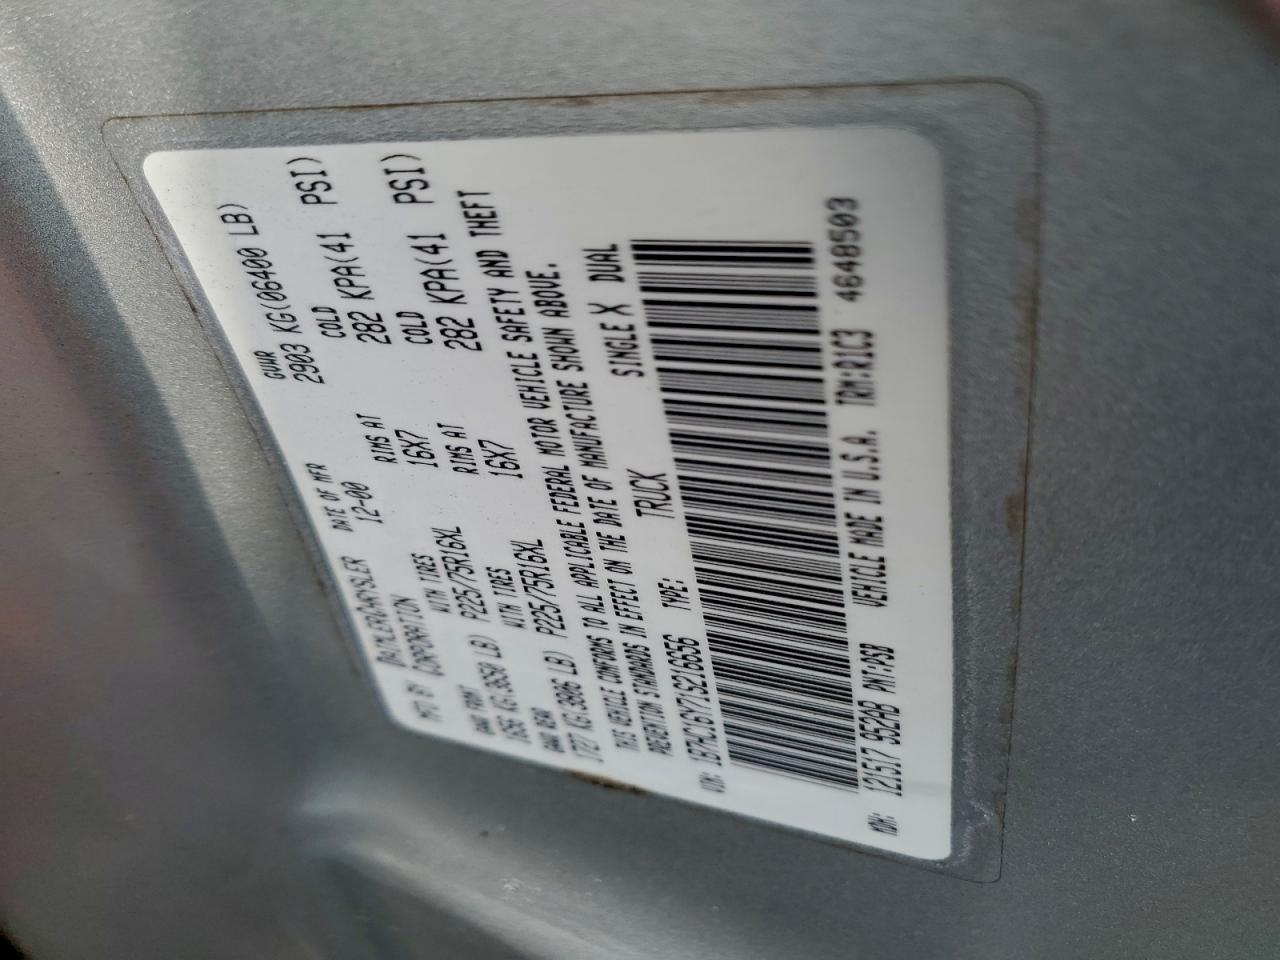 MFD BY DAIMLERCHRYSLER CORPORATION DATE OF MFR 12-00 GVWR 2903 KG(06400 LB)
GAWR FRONT WITH TIRES RIMS AT COLD
KG(3650 LB) P225/75R16XL 16X7 282 KPA(41 PSI)
GAWR REAR WITH TIRES RIMS AT COLD
1727 KG(3806 LB) P225/75R16XL 16X7 282 KPA(41 PSI)
THIS VEHICLE CONFORMS TO ALL APPLICABLE FEDERAL MOTOR VEHICLE SAFETY AND THEFT
PREVENTION STANDARDS IN EFFECT ON THE DATE OF MANUFACTURE SHOWN ABOVE.
VIN: 1B7HC16Y71S216656 TYPE: TRUCK SINGLE X DUAL
MDH: 121517 952AB PNT:PSB VEHICLE MADE IN U.S.A. TRM:R1C3 4648503